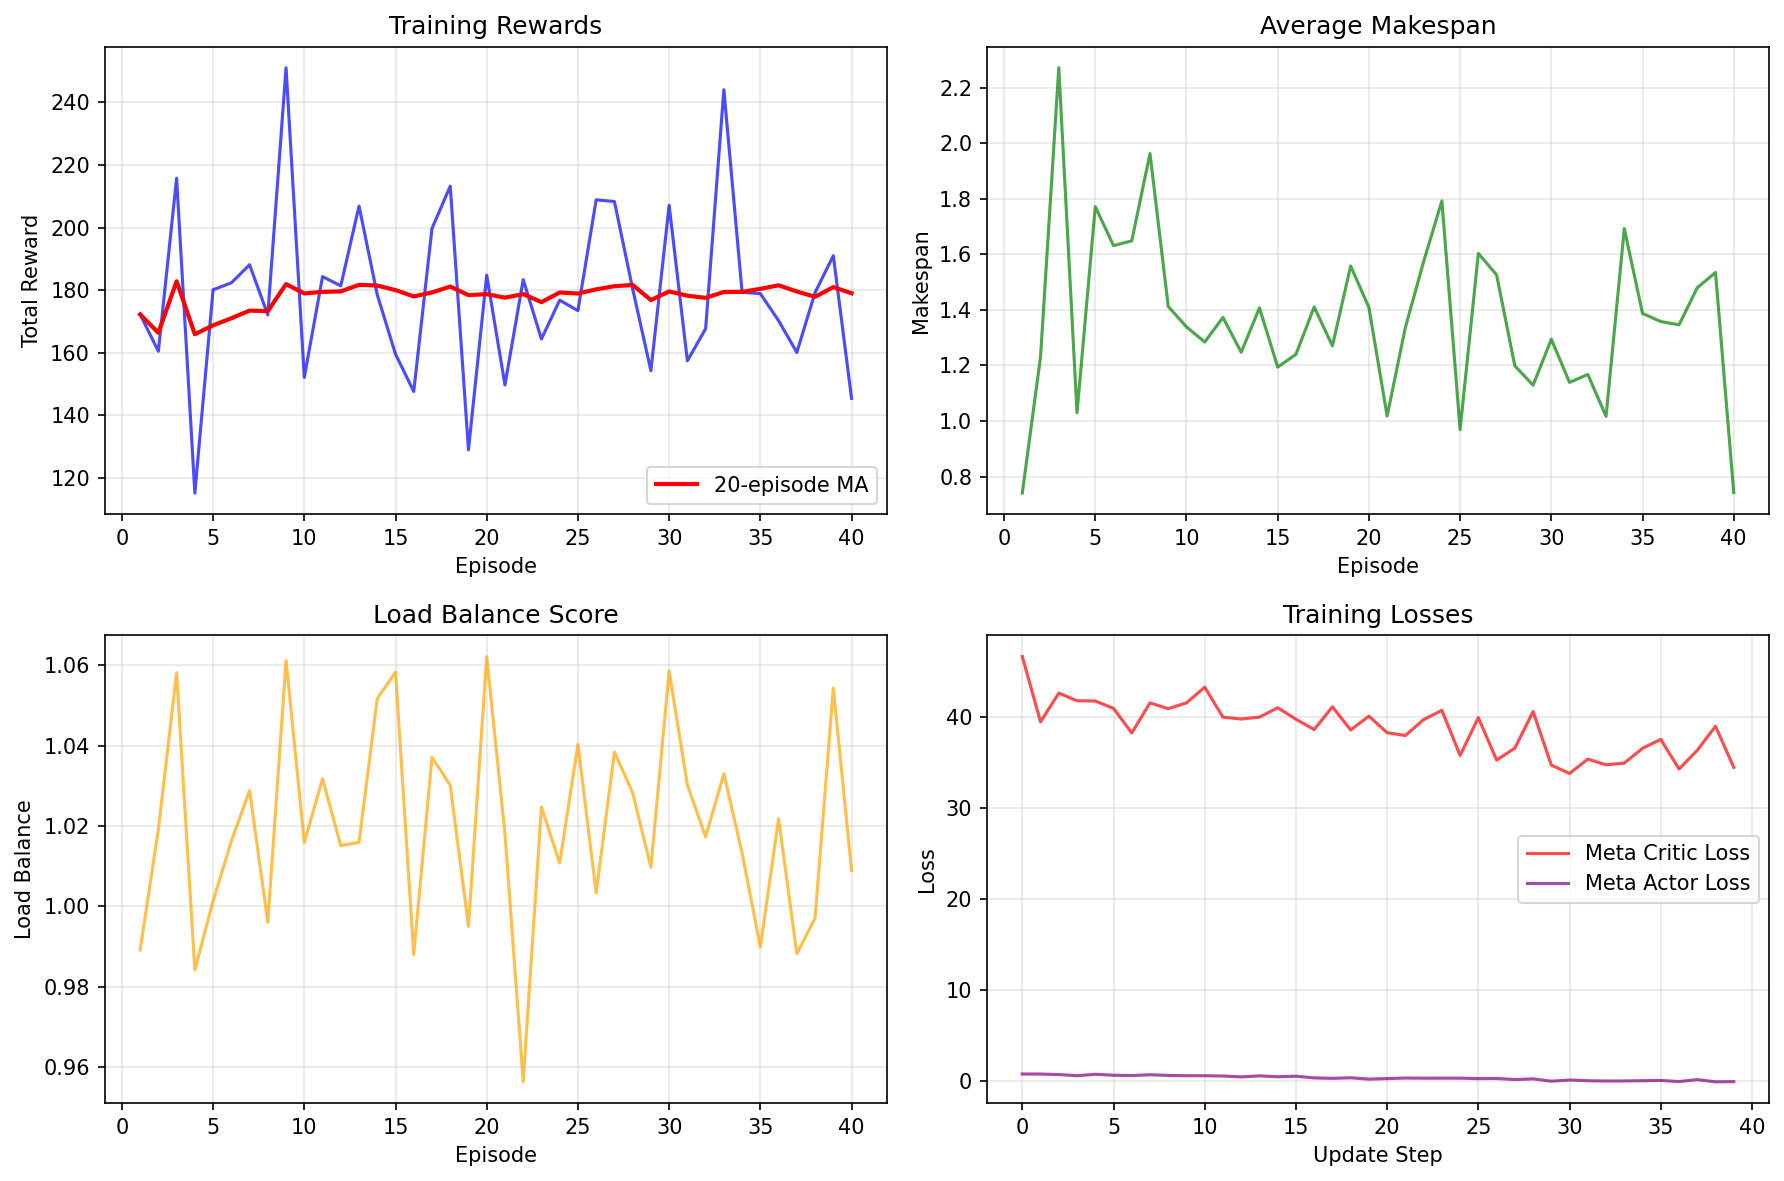 Training Rewards
Total Reward
240
220
200
180
160
140
120
20-episode MA
0 5 10 15 20 25 30 35 40
Episode
Average Makespan
Makespan
2.2
2.0
1.8
1.6
1.4
1.2
1.0
0.8
0 5 10 15 20 25 30 35 40
Episode
Load Balance Score
Load Balance
1.06
1.04
1.02
1.00
0.98
0.96
0 5 10 15 20 25 30 35 40
Episode
Training Losses
Loss
40
30
20
10
0
Meta Critic Loss
Meta Actor Loss
0 5 10 15 20 25 30 35 40
Update Step